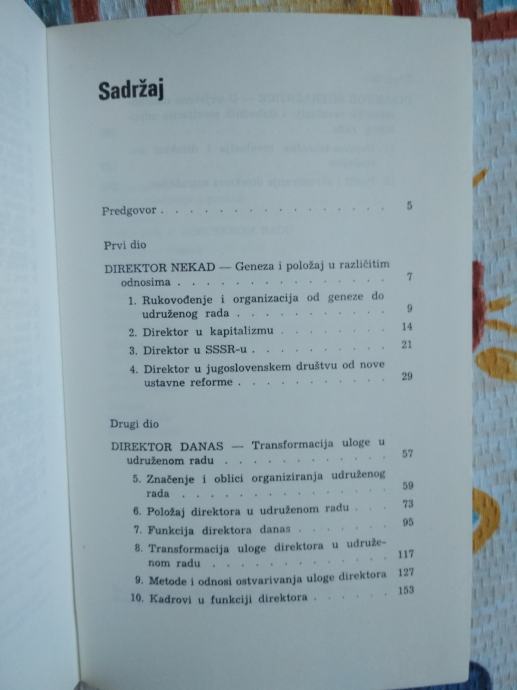 Sadržaj
Predgovor . . . . . . . . . . . . . . 5
Prvi dio
DIREKTOR NEKAD — Geneza i položaj u različitim
odnosima . . . . . . . . . . . . . 7
1. Rukovođenje i organizacija od geneze do
udruženog rada . . . . . . . . . . 9
2. Direktor u kapitalizmu . . . . . . . 14
3. Direktor u SSSR-u . . . . . . . . . 21
4. Direktor u jugoslovenskem društvu od nove
ustavne reforme . . . . . . . . . . 29
Drugi dio
DIREKTOR DANAS — Transformacija uloge u
udruženom radu . . . . . . . . . . 57
5. Značenje i oblici organiziranja udruženog
rada . . . . . . . . . . . . . 59
6. Položaj direktora u udruženom radu . . . 73
7. Funkcija direktora danas . . . . . . 95
8. Transformacija uloge direktora u udruže-
nom radu . . . . . . . . . . . 117
9. Metode i odnosi ostvarivanja uloge direktora 127
10. Kadrovi u funkciji direktora . . . . . 153